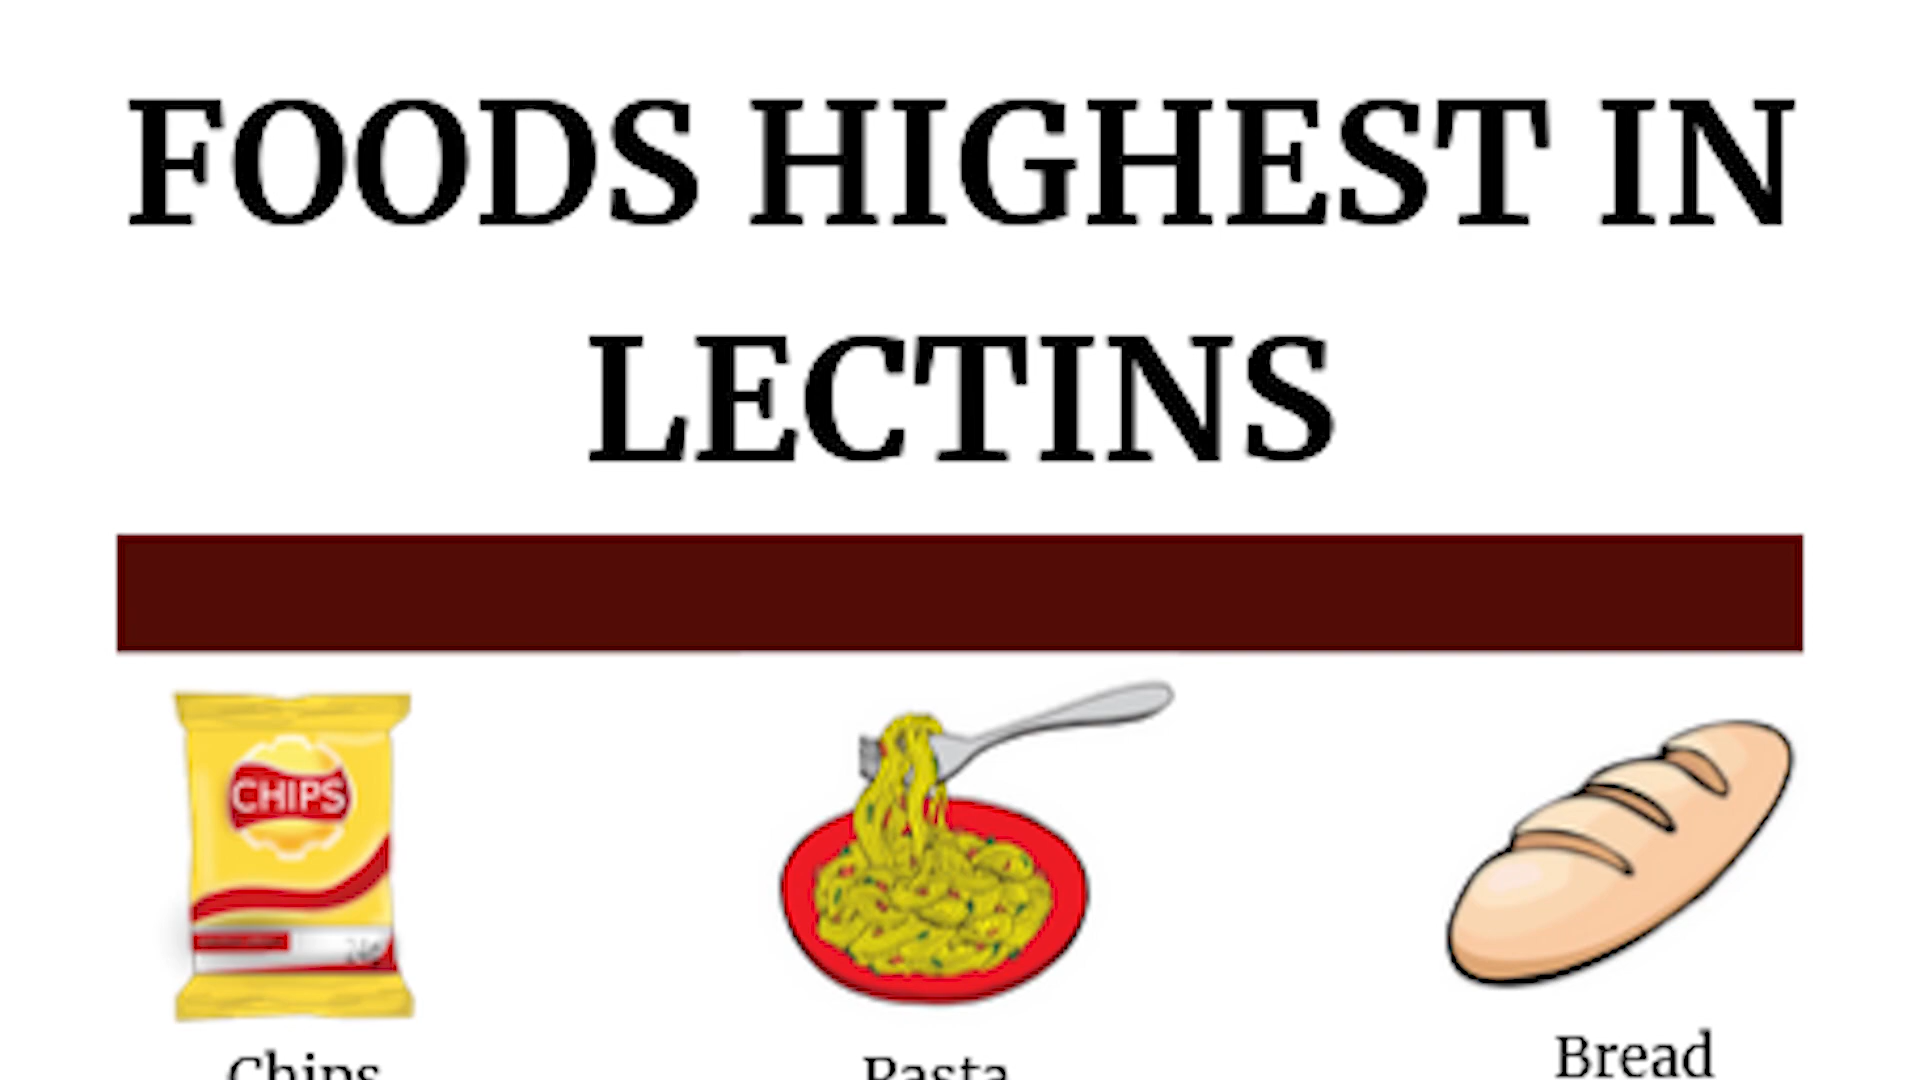 FOODS HIGHEST IN
LECTINS
CHIPS
Chips
Pasta
Bread